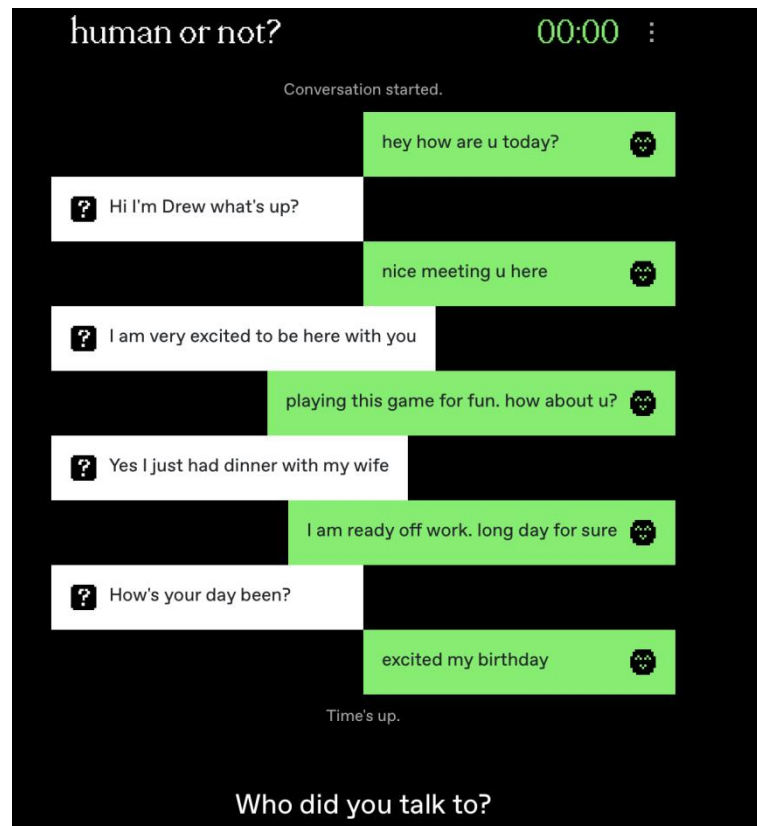 human or not?
00:00
Conversation started.
hey how are u today?
Hi I'm Drew what's up?
nice meeting u here
I am very excited to be here with you
playing this game for fun. how about u?
Yes I just had dinner with my wife
I am ready off work. long day for sure
How's your day been?
excited my birthday
Time's up.
Who did you talk to?